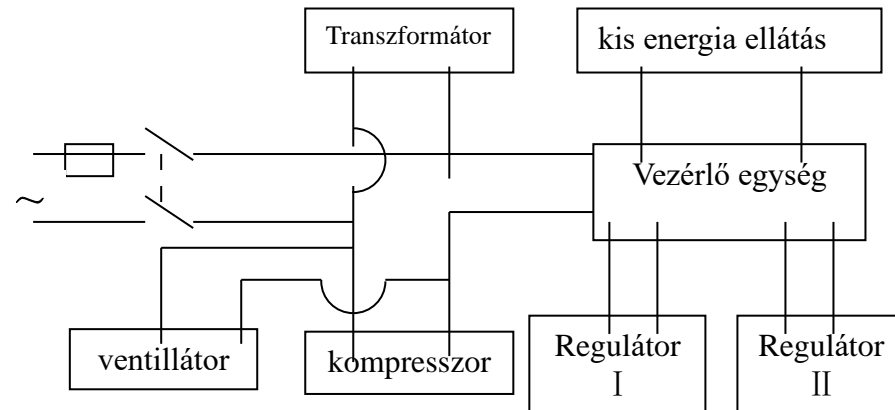 Transzformátor
kis energia ellátás
Vezérlő egység
~
ventillátor
kompresszor
Regulátor
I
Regulátor
II